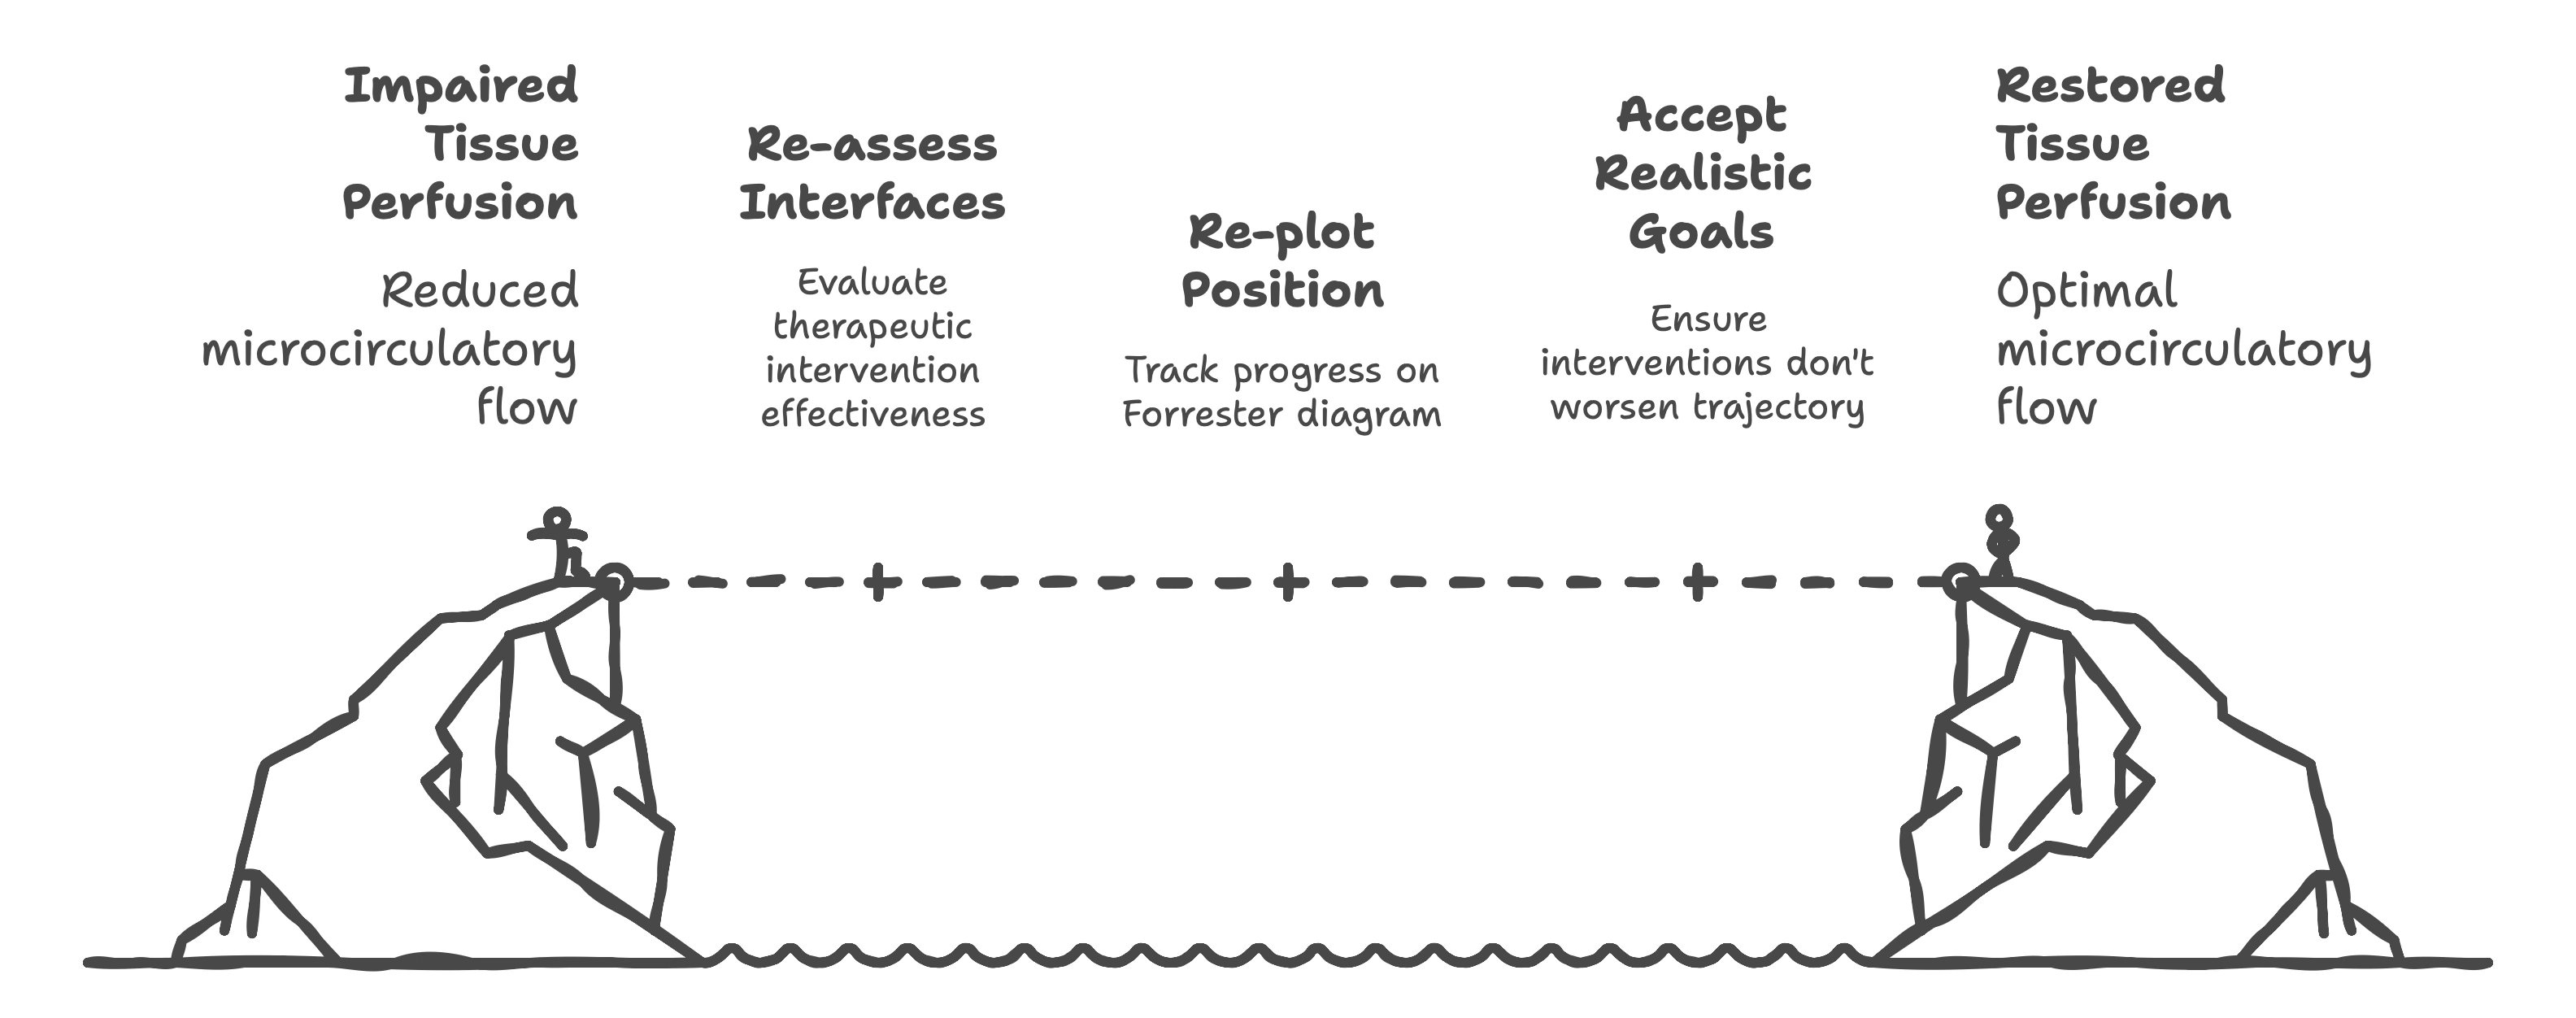 Impaired
Tissue
Perfusion
Reduced
microcirculatory
flow
Re-assess
Interfaces
Evaluate
therapeutic
intervention
effectiveness
Re-plot
Position
Track progress on
Forrester diagram
Accept
Realistic
Goals
Ensure
interventions don't
worsen trajectory
Restored
Tissue
Perfusion
Optimal
microcirculatory
flow